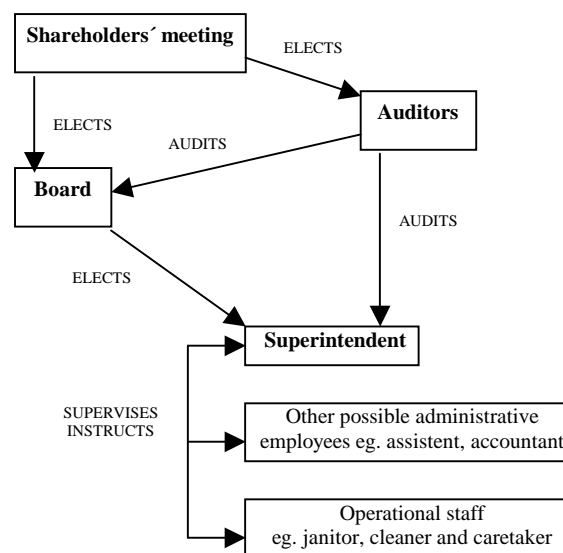 Shareholders´ meeting
ELECTS
Auditors
ELECTS
AUDITS
Board
AUDITS
ELECTS
Superintendent
SUPERVISES
INSTRUCTS
Other possible administrative
employees eg. assistent, accountant
Operational staff
eg. janitor, cleaner and caretaker